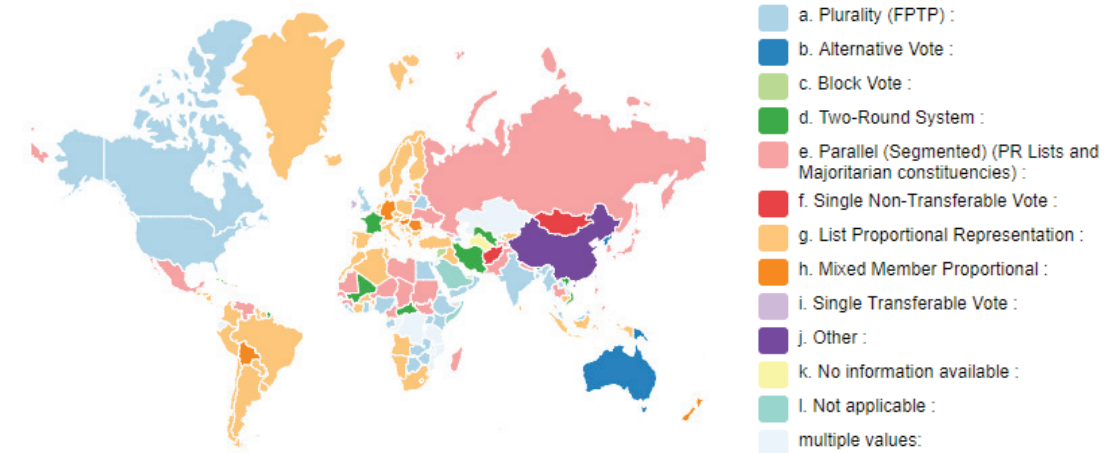 a. Plurality (FPTP) :
b. Alternative Vote :
c. Block Vote :
d. Two-Round System :
e. Parallel (Segmented) (PR Lists and
Majoritarian constituencies) :
f. Single Non-Transferable Vote :
g. List Proportional Representation :
h. Mixed Member Proportional :
i. Single Transferable Vote :
j. Other :
k. No information available :
l. Not applicable :
multiple values: